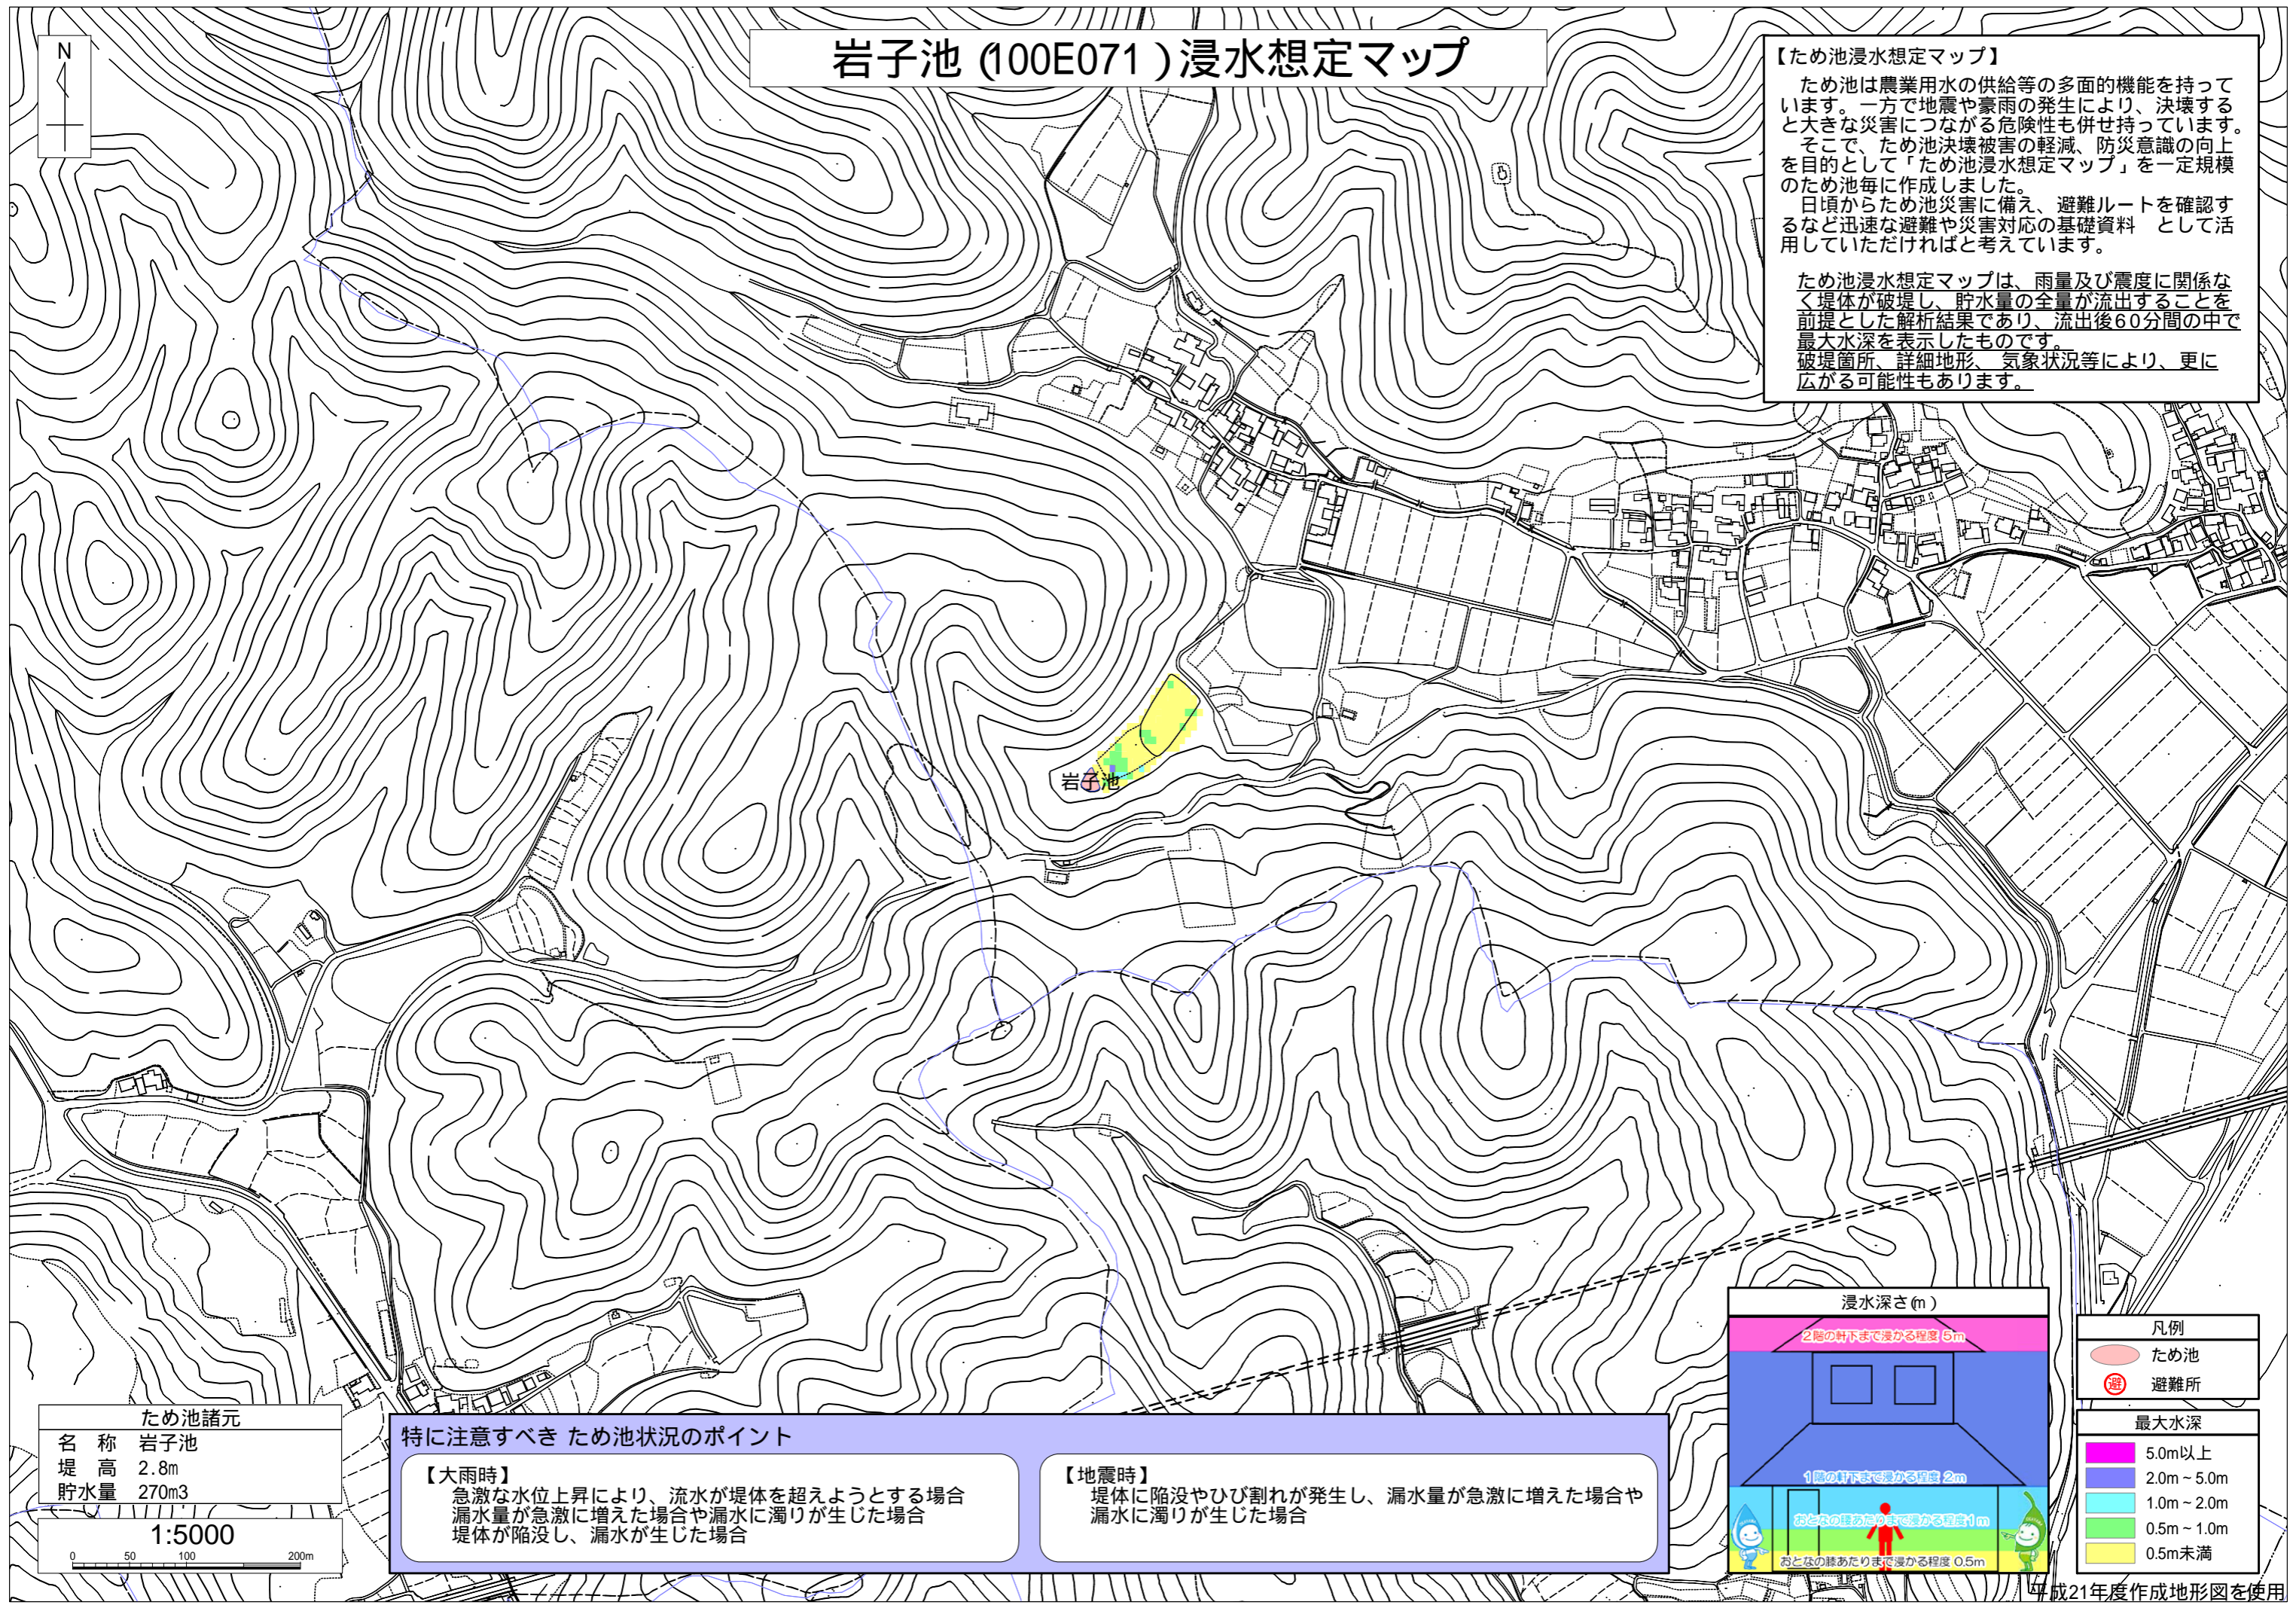 岩子池 (100E071 ) 浸水想定マップ
N
【ため池浸水想定マップ】
ため池は農業用水の供給等の多面的機能を持って
います。一方で地震や豪雨の発生により、決壊する
と大きな災害につながる危険性も併せ持っています。
そこで、ため池決壊被害の軽減、防災意識の向上
を目的として「ため池浸水想定マップ」を一定規模
のため池毎に作成しました。
日頃からため池災害に備え、避難ルートを確認す
るなど迅速な避難や災害対応の基礎資料 として活
用していただければと考えています。
ため池浸水想定マップは、雨量及び震度に関係な
く堤体が破堤し、貯水量の全量が流出することを
前提とした解析結果であり、流出後60分間の中で
最大水深を表示したものです。
破堤箇所、詳細地形、気象状況等により、更に
広がる可能性もあります。
岩子池
ため池諸元
名 称 岩子池
堤 高 2.8m
貯水量 270m3
1:5000
0 50 100 200m
特に注意すべき ため池状況のポイント
【大雨時】
急激な水位上昇により、流水が堤体を超えようとする場合
漏水量が急激に増えた場合や漏水に濁りが生じた場合
堤体が陥没し、漏水が生じた場合
【地震時】
堤体に陥没やひび割れが発生し、漏水量が急激に増えた場合や
漏水に濁りが生じた場合
浸水深さ(m )
2階の軒下まで浸かる程度 5m
1階の軒下まで浸かる程度 2m
おとなの腰あたりまで浸かる程度1m
おとなの膝あたりまで浸かる程度 0.5m
凡例
ため池
避 避難所
最大水深
5.0m以上
2.0m~5.0m
1.0m~2.0m
0.5m~1.0m
0.5m未満
平成21年度作成地形図を使用